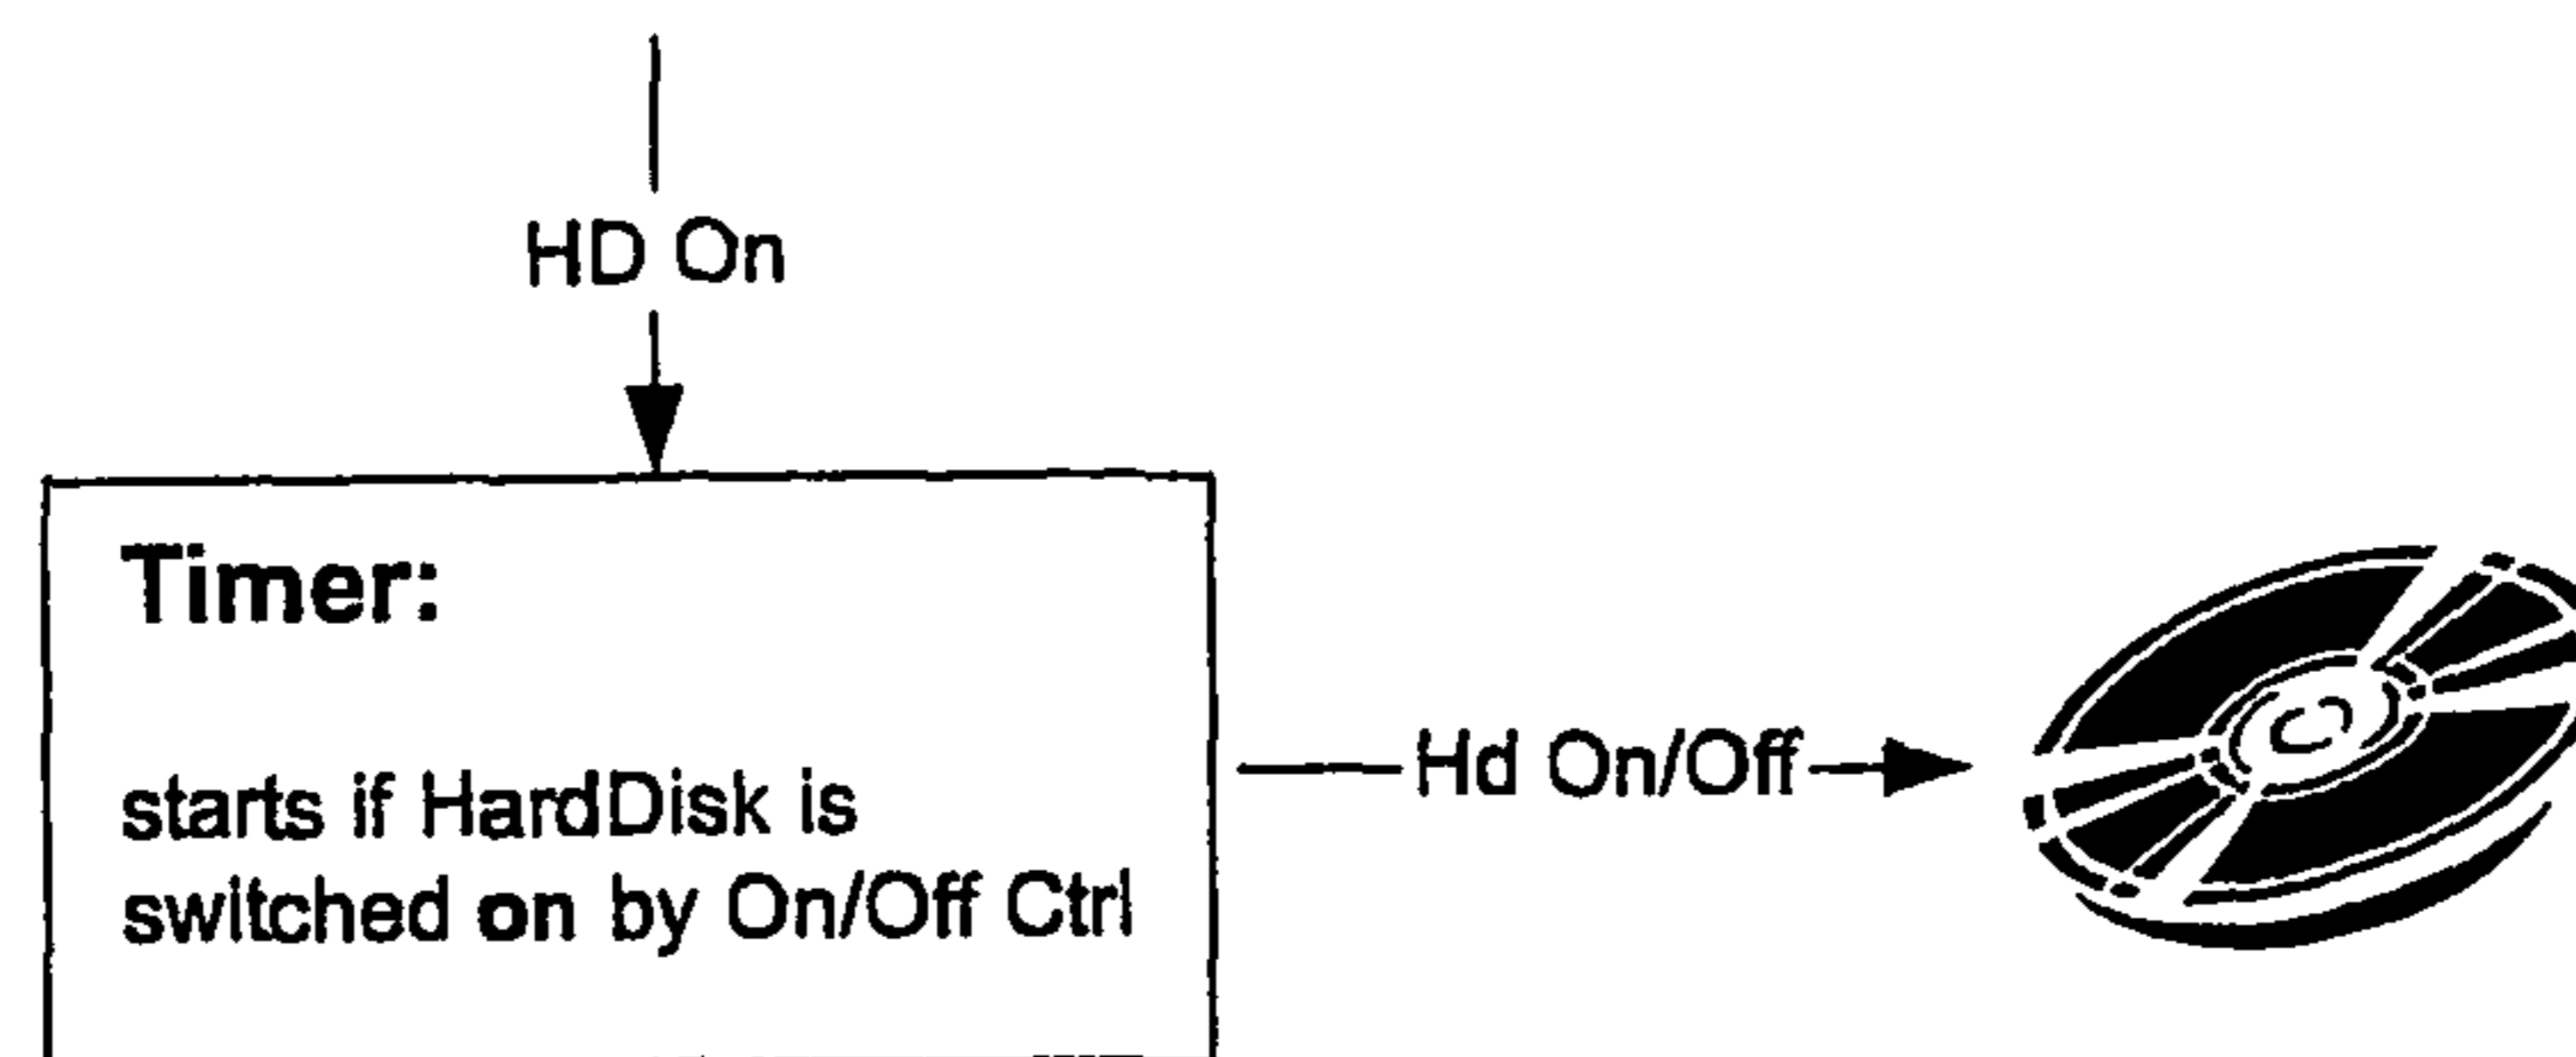 HD On
Timer:
starts if HardDisk is
switched on by On/Off Ctrl
Hd On/Off